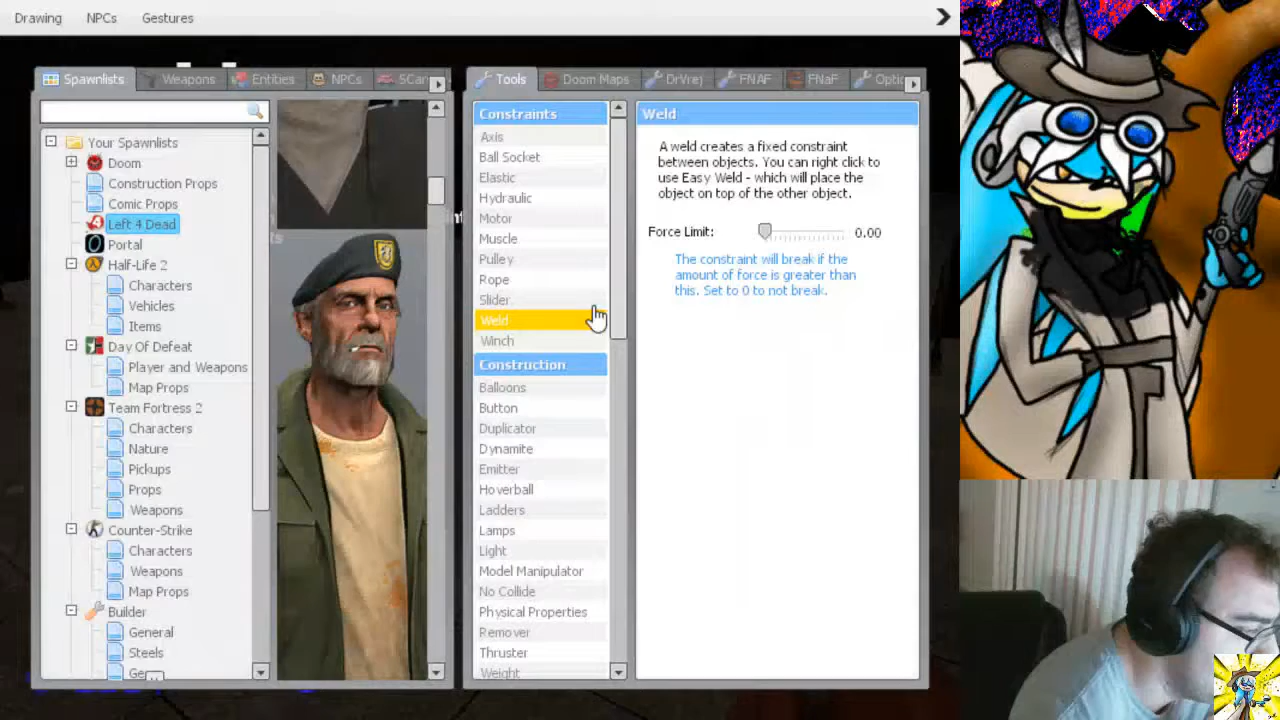 Drawing NPCs Gestures
Spawnlists Weapons Entities NPCs SCar
Your Spawnlists
Doom
Construction Props
Comic Props
Left 4 Dead
Portal
Half-Life 2
Characters
Vehicles
Items
Day Of Defeat
Player and Weapons
Map Props
Team Fortress 2
Characters
Nature
Pickups
Props
Weapons
Counter-Strike
Characters
Weapons
Map Props
Builder
General
Steels
Ge
Tools Doom Maps DrVrej FNAF FNaF Optio
Constraints
Axis
Ball Socket
Elastic
Hydraulic
Motor
Muscle
Pulley
Rope
Slider
Weld
Winch
Construction
Balloons
Button
Duplicator
Dynamite
Emitter
Hoverball
Ladders
Lamps
Light
Model Manipulator
No Collide
Physical Properties
Remover
Thruster
Weight
Weld
A weld creates a fixed constraint
between objects. You can right click to
use Easy Weld - which will place the
object on top of the other object.
Force Limit: 0.00
The constraint will break if the
amount of force is greater than
this. Set to 0 to not break.